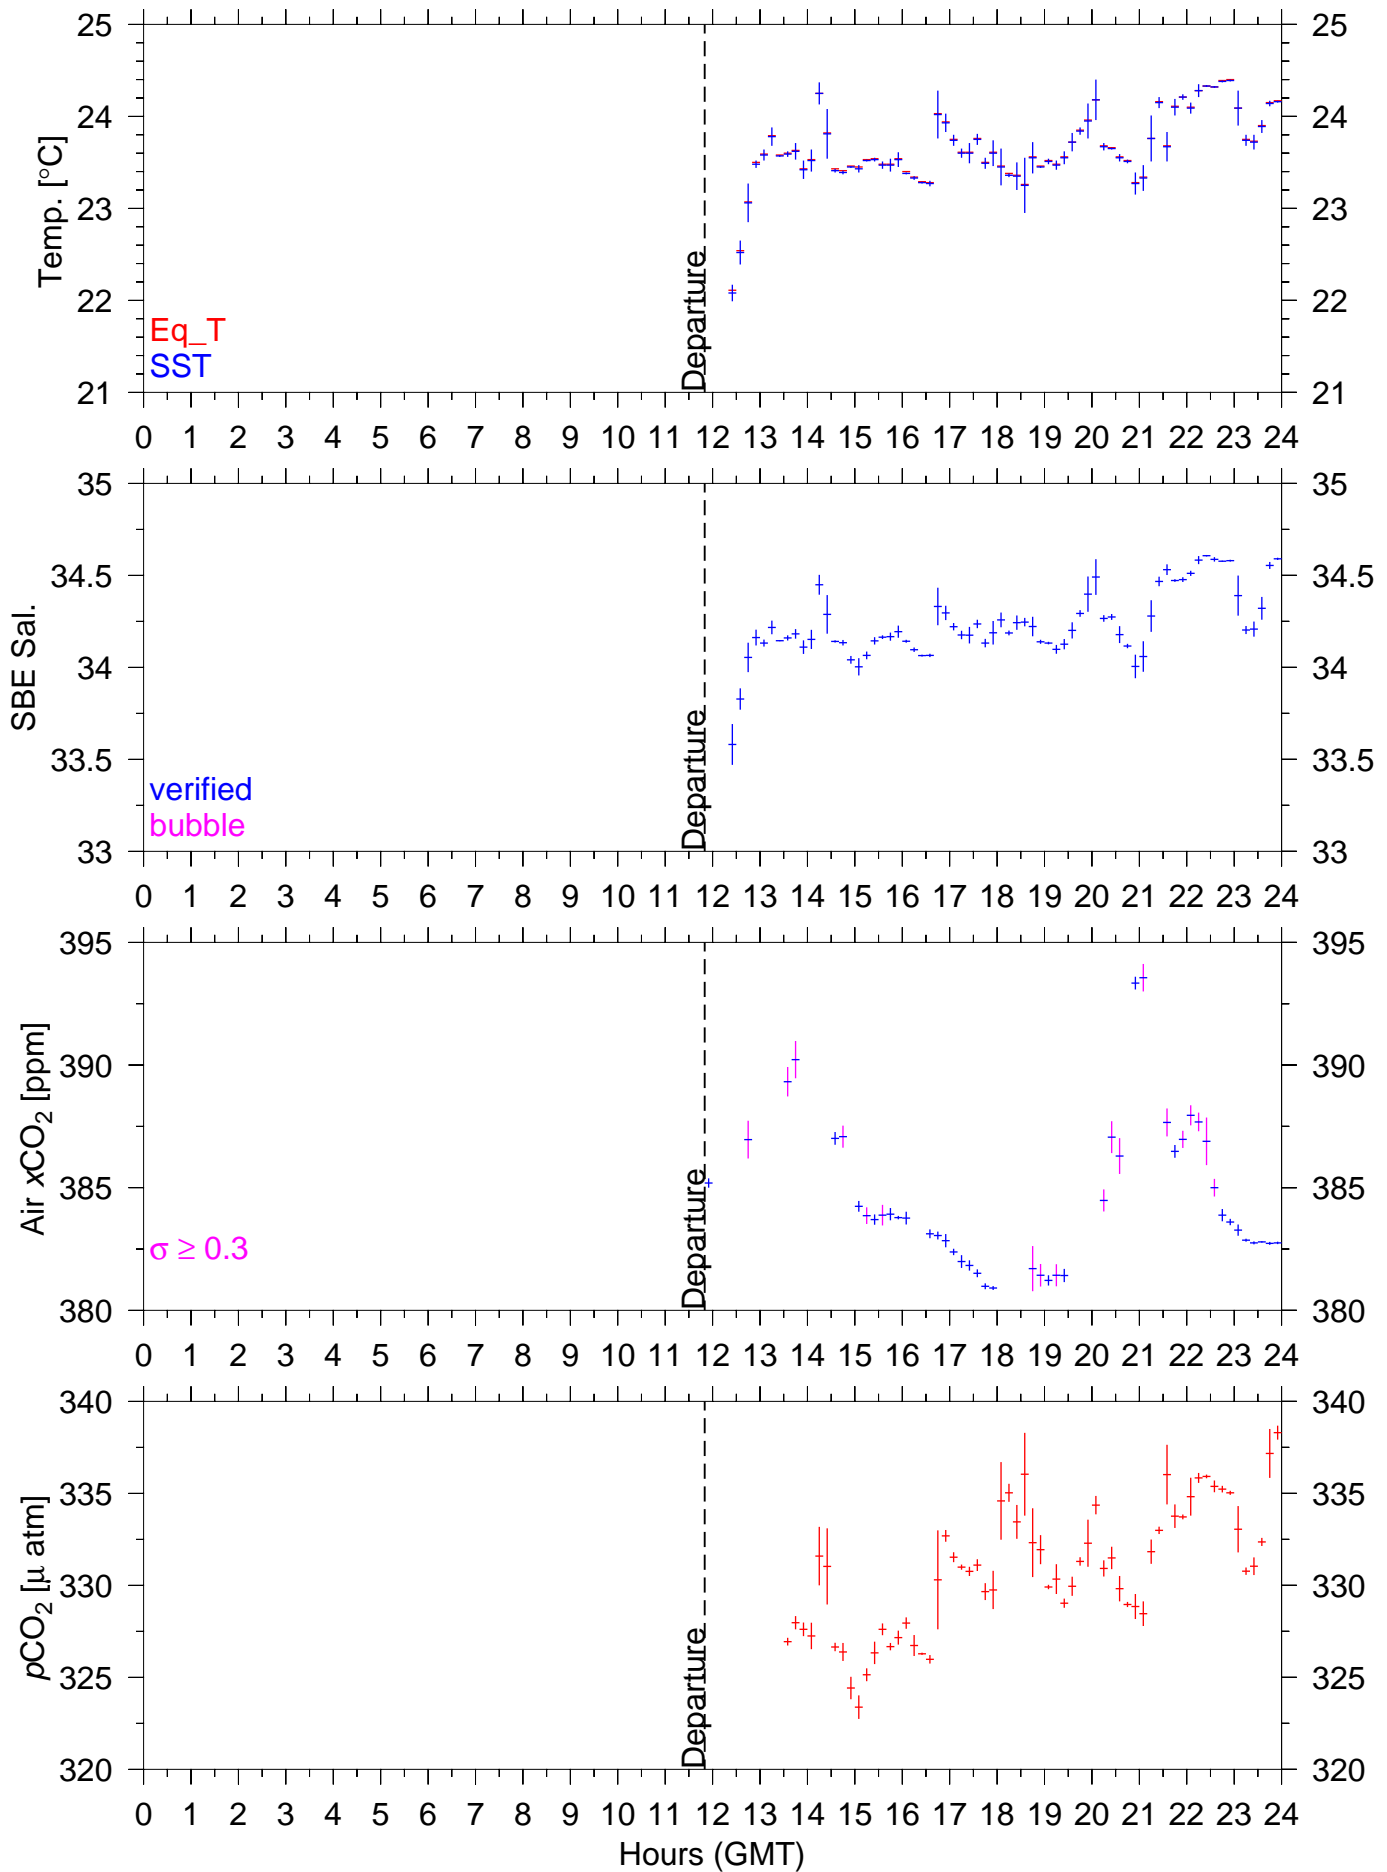 25 25
24 24
23 23
22 22
21 21
Temp. [°C]
Eq_T
SST
Departure
0 1 2 3 4 5 6 7 8 9 10 11 12 13 14 15 16 17 18 19 20 21 22 23 24
35 35
34.5 34.5
34 34
33.5 33.5
33 33
SBE Sal.
verified
bubble
Departure
0 1 2 3 4 5 6 7 8 9 10 11 12 13 14 15 16 17 18 19 20 21 22 23 24
395 395
390 390
385 385
380 380
Air xCO₂ [ppm]
σ ≥ 0.3
Departure
0 1 2 3 4 5 6 7 8 9 10 11 12 13 14 15 16 17 18 19 20 21 22 23 24
340 340
335 335
330 330
325 325
320 320
pCO₂ [μ atm]
Departure
0 1 2 3 4 5 6 7 8 9 10 11 12 13 14 15 16 17 18 19 20 21 22 23 24
Hours (GMT)